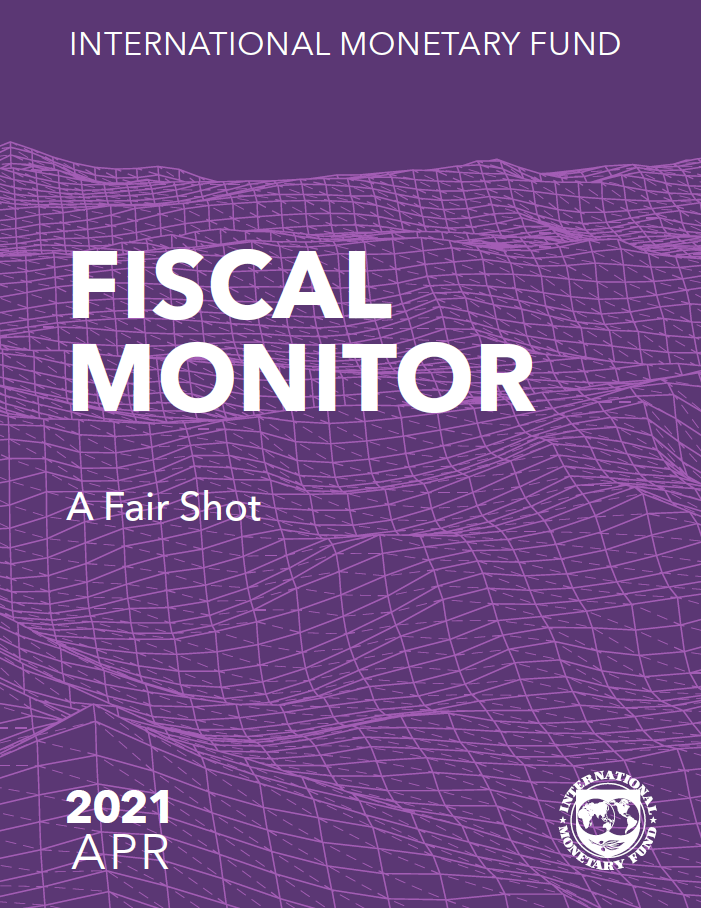 INTERNATIONAL MONETARY FUND
FISCAL
MONITOR
A Fair Shot
2021
APR
INTERNATIONAL
MONETARY FUND